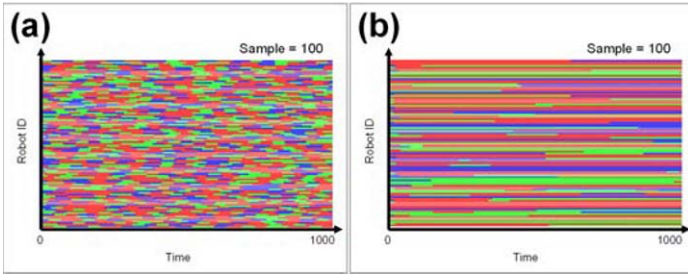 (a)
Sample = 100
Robot ID
0
1000
Time
(b)
Sample = 100
Robot ID
0
1000
Time